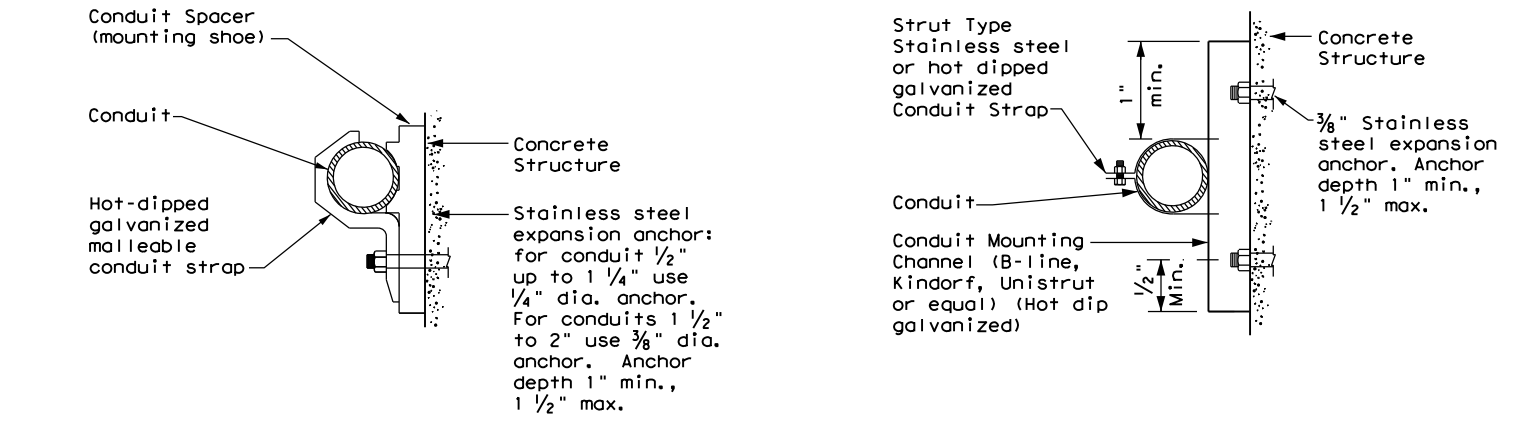 Conduit Spacer
(mounting shoe)
Conduit
Hot-dipped
galvanized
malleable
conduit strap
Concrete
Structure
Stainless steel
expansion anchor:
for conduit 1/2"
up to 1 1/4" use
1/4" dia. anchor.
For conduits 1 1/2"
to 2" use 3/8" dia.
anchor. Anchor
depth 1" min.,
1 1/2" max.
Strut Type
Stainless steel
or hot dipped
galvanized
Conduit Strap
Conduit
Conduit Mounting
Channel (B-line,
Kindorf, Unistrut
or equal) (Hot dip
galvanized)
1"
min.
1/2"
Min.
Concrete
Structure
3/8" Stainless
steel expansion
anchor. Anchor
depth 1" min.,
1 1/2" max.